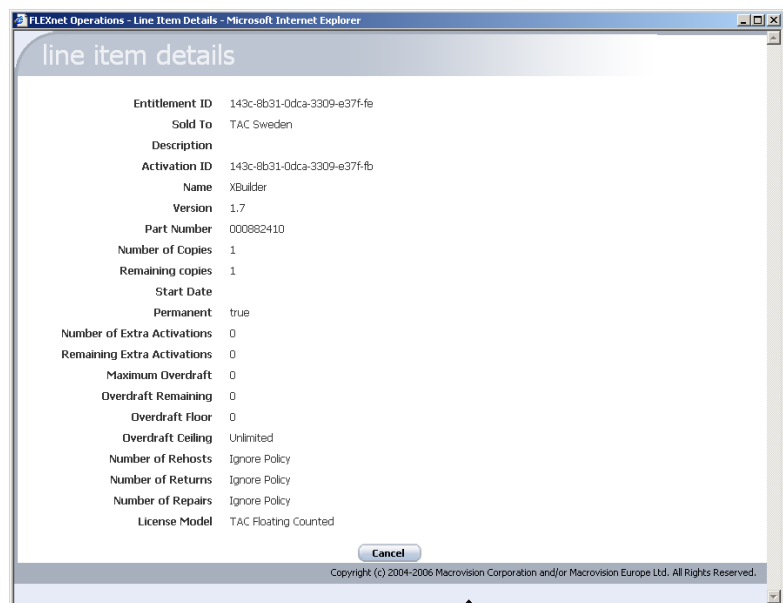 FLEXnet Operations - Line Item Details - Microsoft Internet Explorer
line item details
Entitlement ID 143c-8b31-0dca-3309-e37f-fe
Sold To TAC Sweden
Description
Activation ID 143c-8b31-0dca-3309-e37f-fb
Name XBuilder
Version 1.7
Part Number 000882410
Number of Copies 1
Remaining copies 1
Start Date
Permanent true
Number of Extra Activations 0
Remaining Extra Activations 0
Maximum Overdraft 0
Overdraft Remaining 0
Overdraft Floor 0
Overdraft Ceiling Unlimited
Number of Rehosts Ignore Policy
Number of Returns Ignore Policy
Number of Repairs Ignore Policy
License Model TAC Floating Counted
Cancel
Copyright (c) 2004-2006 Macrovision Corporation and/or Macrovision Europe Ltd. All Rights Reserved.